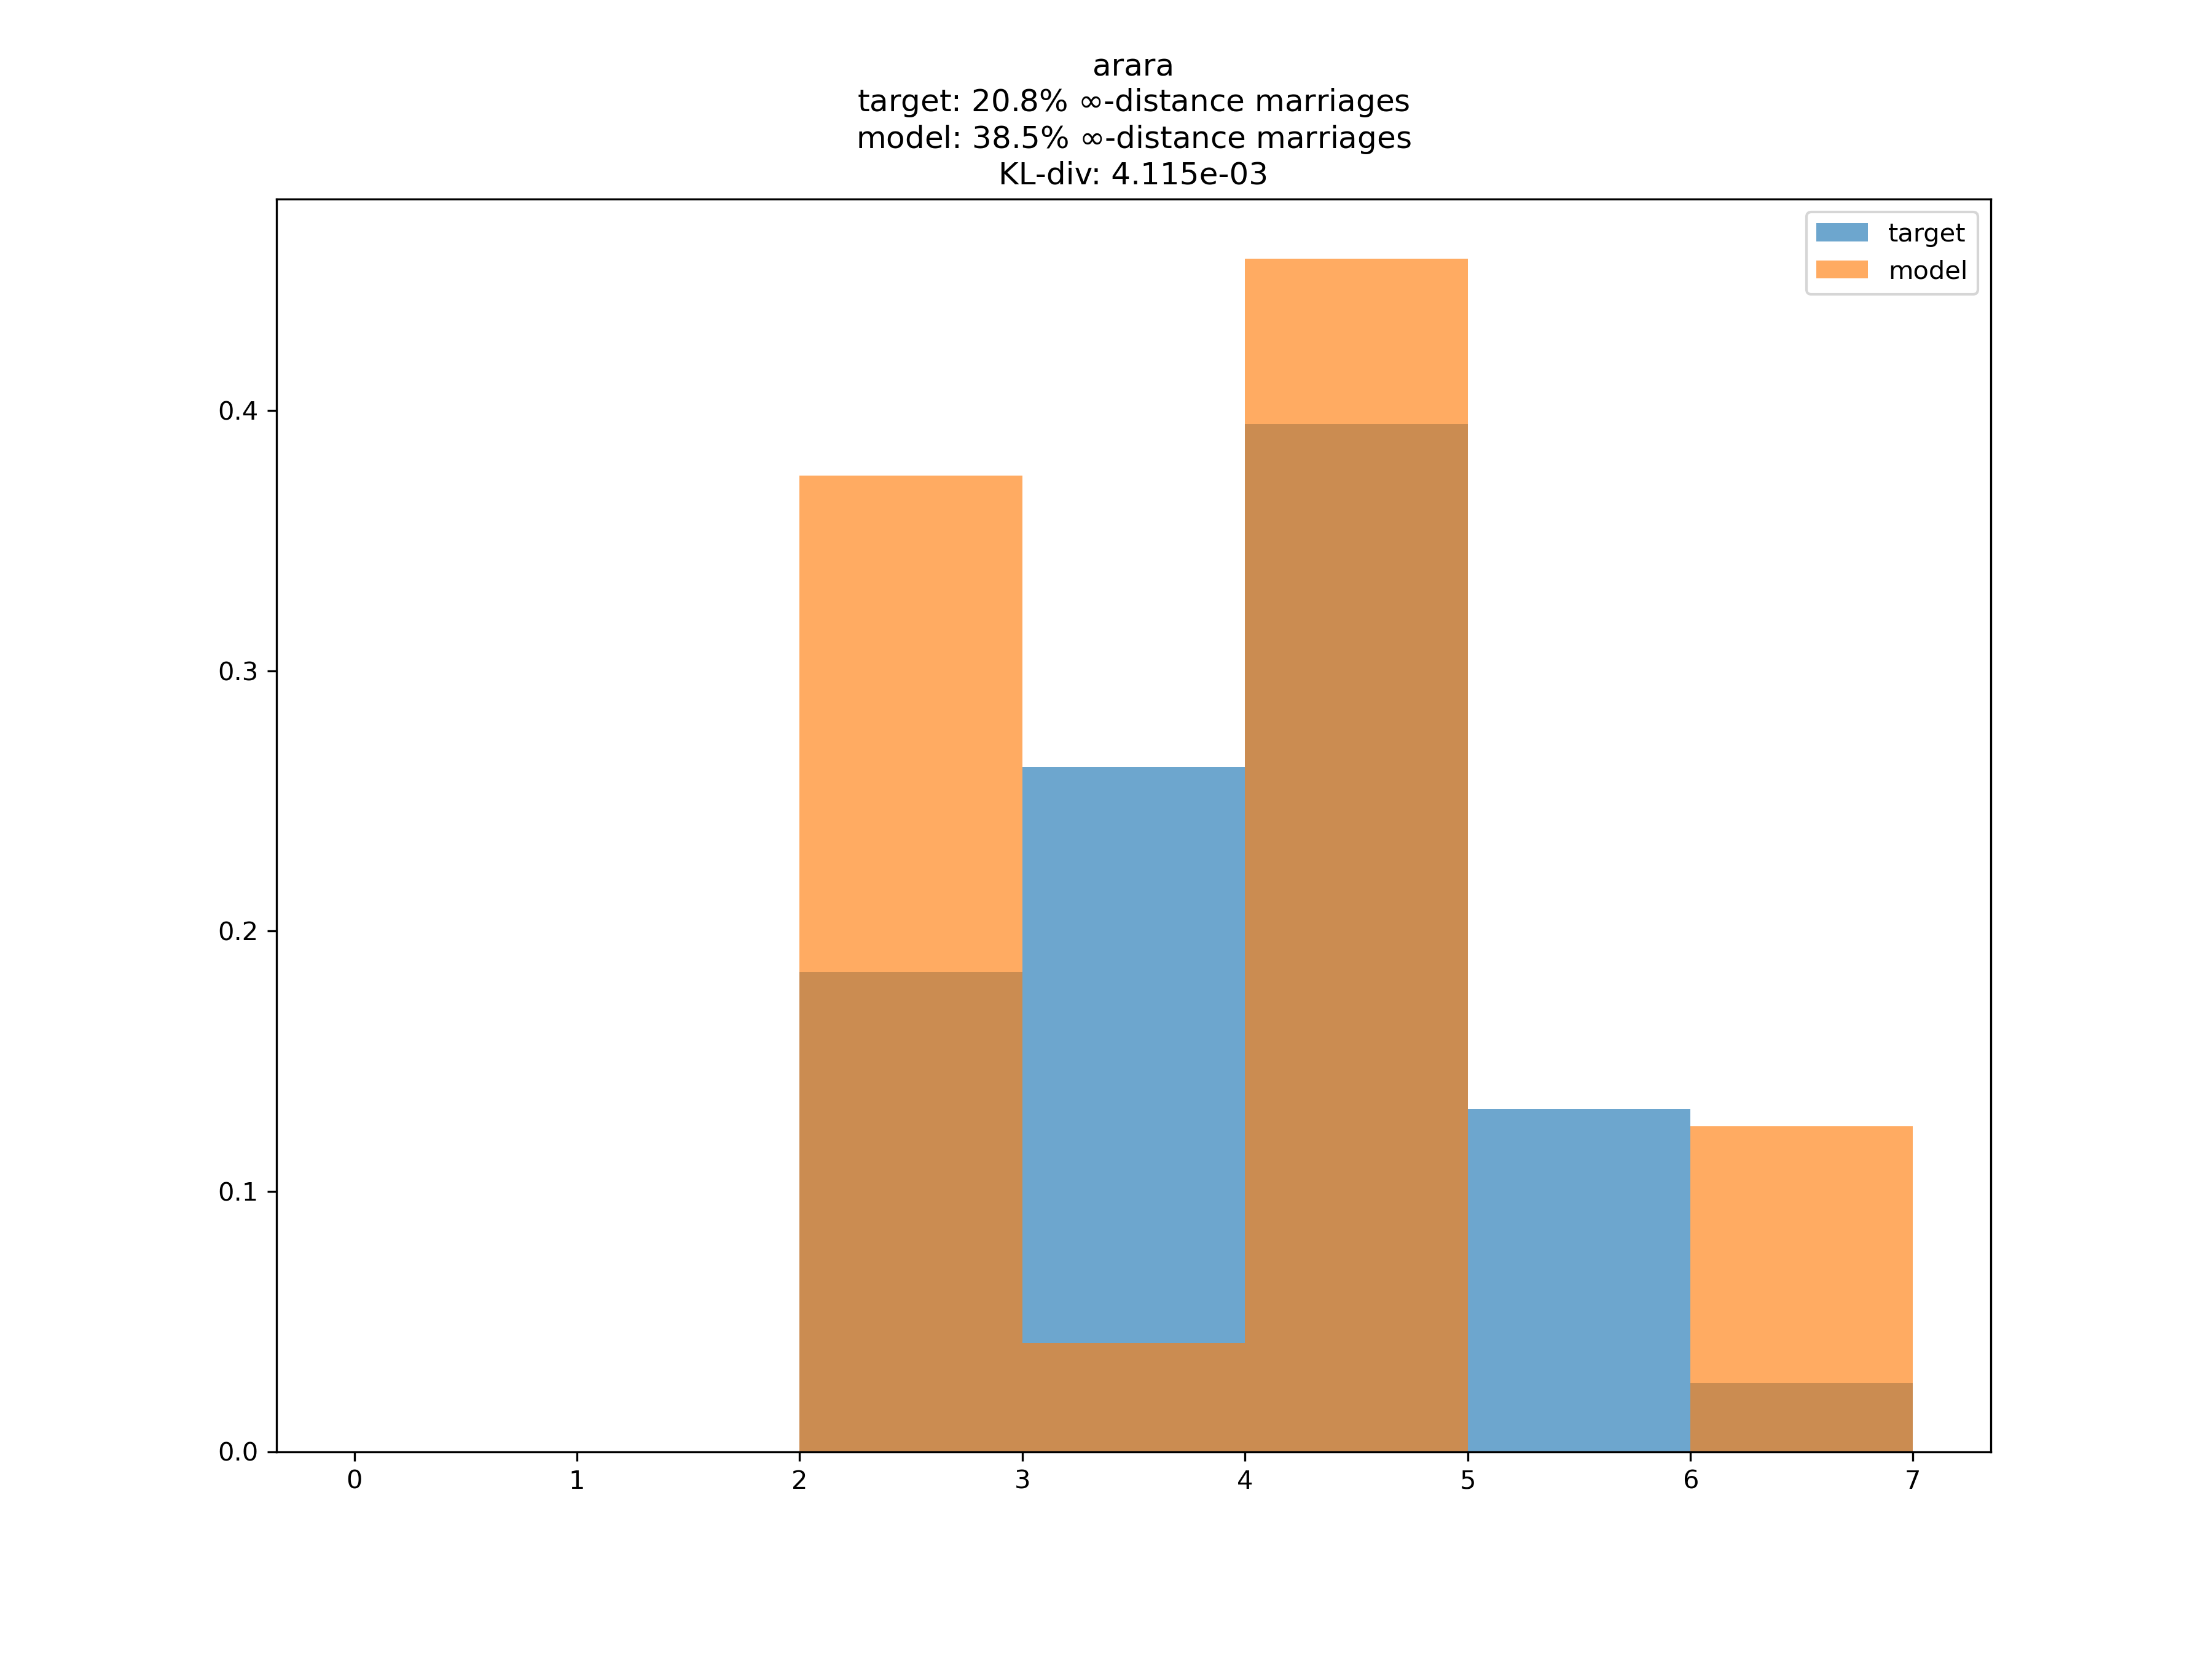 arara
target: 20.8% ∞-distance marriages
model: 38.5% ∞-distance marriages
KL-div: 4.115e-03
target
model
0.4
0.3
0.2
0.1
0.0
0 1 2 3 4 5 6 7